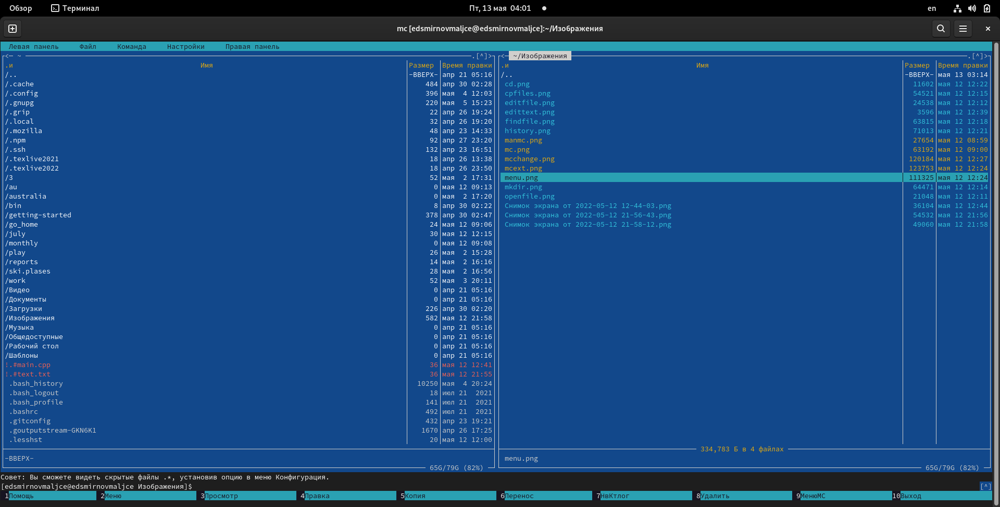 Обзор Терминал Пт, 13 мая 04:01 en
mc [edsmirnovmaljce@edsmirnovmaljce]:~/Изображения
Левая панель Файл Команда Настройки Правая панель
<─ ~ .[^]> <─ ~/Изображения .[^]>
.и Имя Размер Время правки .и Имя Размер Время правки
/.. -ВВЕРХ- апр 21 05:16 /.. -ВВЕРХ- мая 13 03:14
/.cache 484 апр 30 02:28 cd.png 11602 мая 12 12:22
/.config 396 мая 4 12:03 cpfiles.png 54521 мая 12 12:15
/.gnupg 220 мая 5 15:23 editfile.png 24538 мая 12 12:12
/.grip 22 апр 26 19:24 edittext.png 3596 мая 12 12:39
/.local 32 апр 26 19:20 findfile.png 63815 мая 12 12:18
/.mozilla 48 апр 23 14:33 history.png 71013 мая 12 12:21
/.npm 92 апр 27 23:20 manmc.png 27654 мая 12 08:59
/.ssh 132 апр 23 16:51 mc.png 63192 мая 12 09:00
/.texlive2021 18 апр 26 13:38 mcchange.png 120184 мая 12 12:27
/.texlive2022 18 апр 26 23:50 mcext.png 123753 мая 12 12:24
/3 52 мая 2 17:31 menu.png 111325 мая 12 12:24
/au 0 мая 12 09:13 mkdir.png 64471 мая 12 12:14
/australia 0 мая 2 17:20 openfile.png 21048 мая 12 12:11
/bin 8 апр 30 02:22 Снимок экрана от 2022-05-12 12-44-03.png 36104 мая 12 12:44
/getting-started 378 апр 30 02:47 Снимок экрана от 2022-05-12 21-56-43.png 54532 мая 12 21:56
/go_home 24 мая 12 09:06 Снимок экрана от 2022-05-12 21-58-12.png 49060 мая 12 21:58
/july 30 мая 12 12:15
/monthly 0 мая 12 09:08
/play 26 мая 2 15:28
/reports 14 мая 2 16:16
/ski.plases 28 мая 2 16:56
/work 52 мая 3 20:11
/Видео 0 апр 21 05:16
/Документы 0 апр 21 05:16
/Загрузки 226 апр 30 02:20
/Изображения 582 мая 12 21:58
/Музыка 0 апр 21 05:16
/Общедоступные 0 апр 21 05:16
/Рабочий стол 0 апр 21 05:16
/Шаблоны 0 апр 21 05:16
!.#main.cpp 36 мая 12 12:41
!.#text.txt 36 мая 12 21:55
.bash_history 10250 мая 4 20:24
.bash_logout 18 июл 21 2021
.bash_profile 141 июл 21 2021
.bashrc 492 июл 21 2021
.gitconfig 432 апр 23 19:21
.goutputstream-GKN6K1 1670 апр 26 17:25
.lesshst 20 мая 12 12:00
334,783 Б в 4 файлах
-ВВЕРХ- menu.png
65G/79G (82%) 65G/79G (82%)
Совет: Вы сможете видеть скрытые файлы .*, установив опцию в меню Конфигурация.
[edsmirnovmaljce@edsmirnovmaljce Изображения]$ [^]
1Помощь 2Меню 3Просмотр 4Правка 5Копия 6Перенос 7НвКтлог 8Удалить 9МенюМС 10Выход